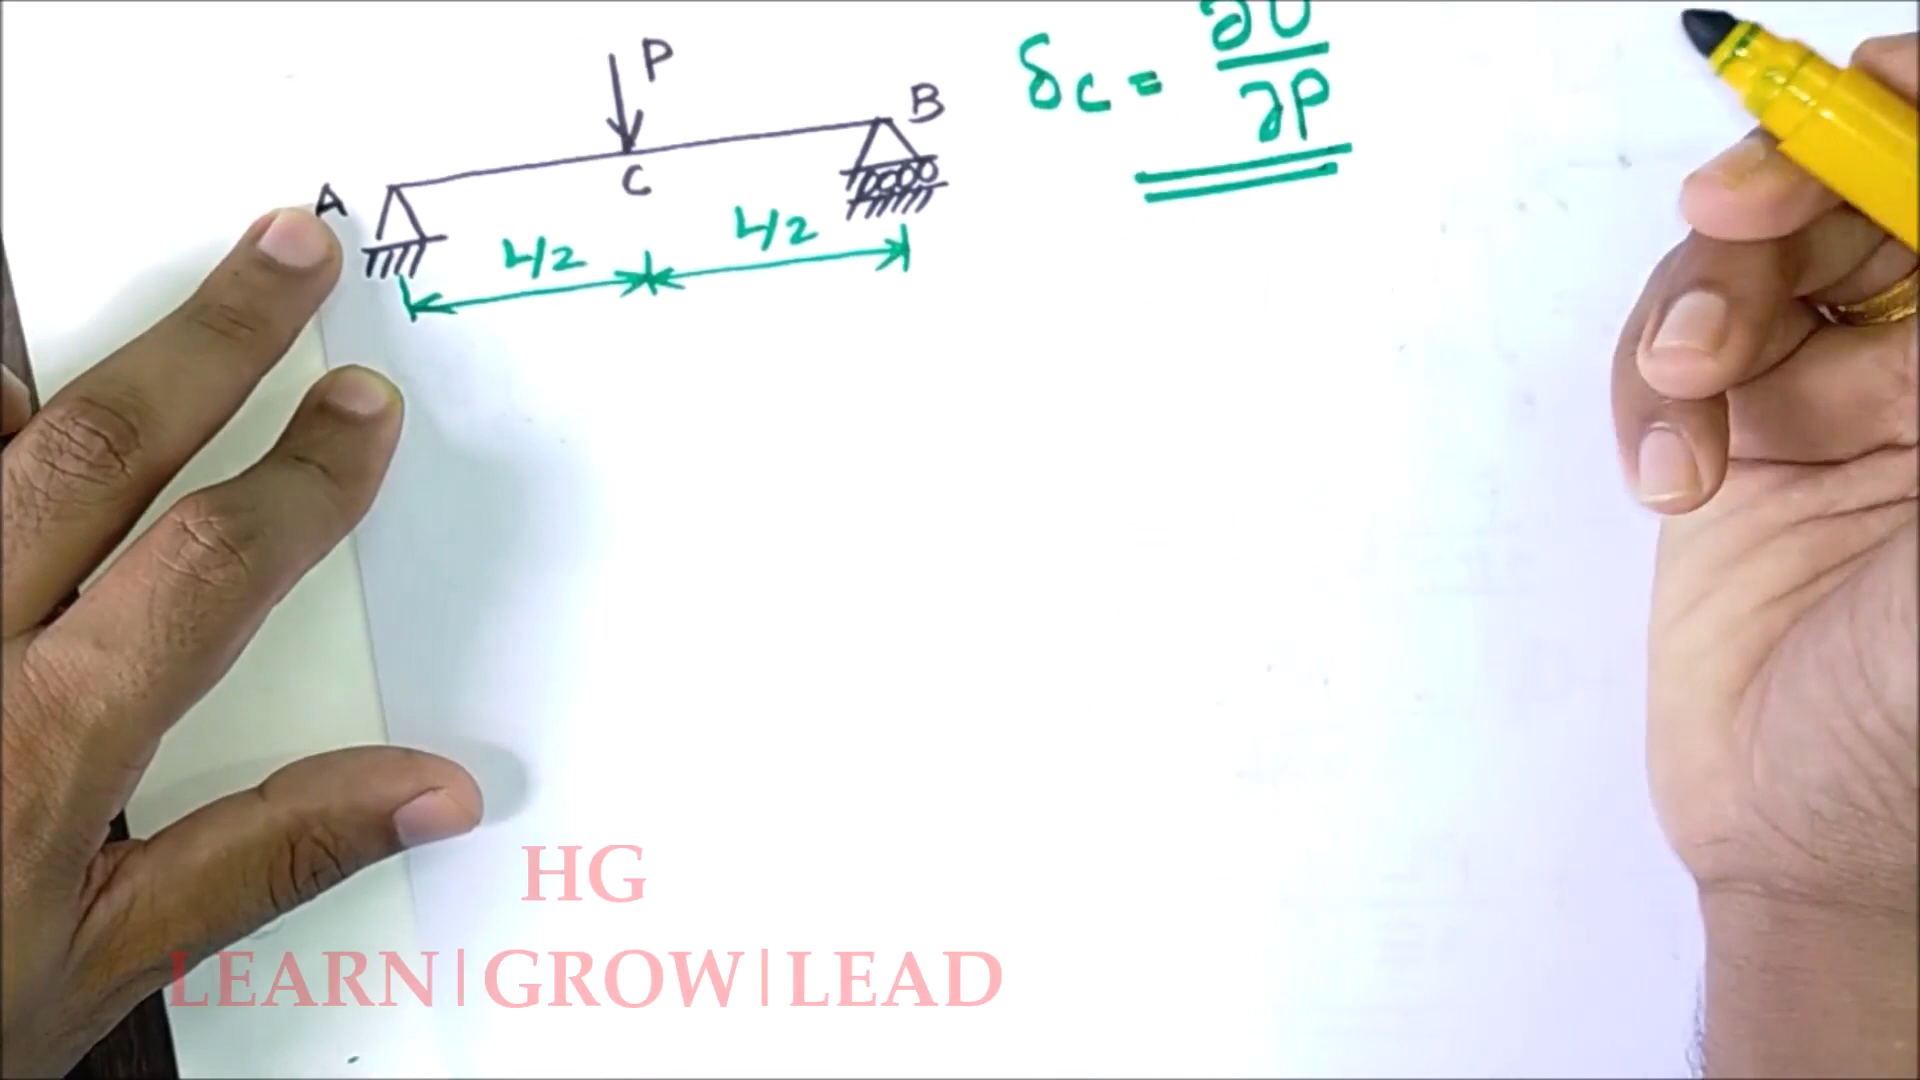 P
δc = ∂U/∂P
A
C
B
L/2
L/2
HG
LEARN|GROW|LEAD